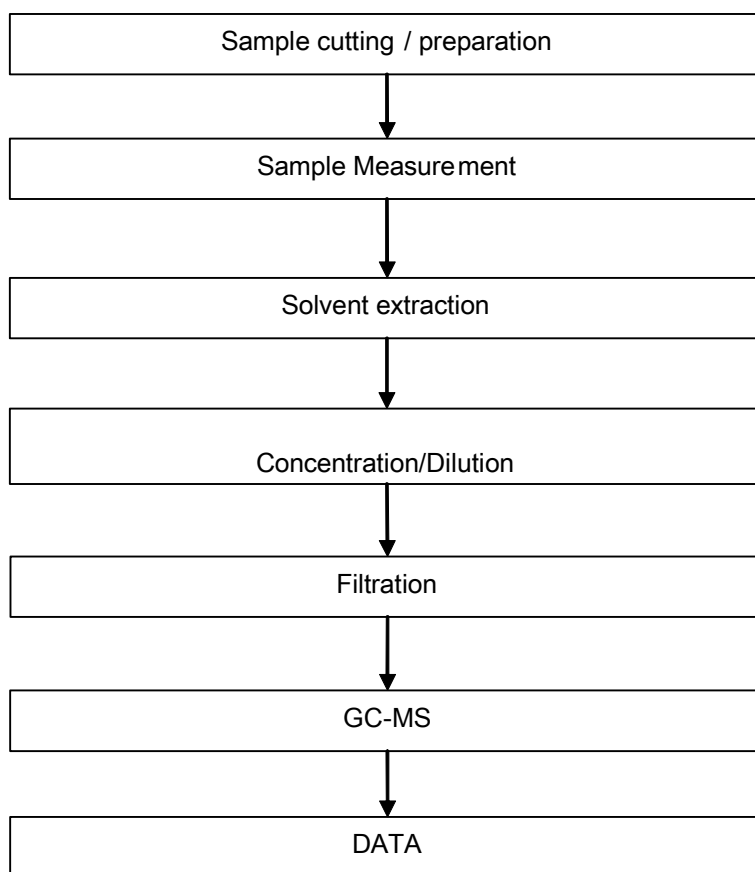 Sample cutting / preparation
Sample Measurement
Solvent extraction
Concentration/Dilution
Filtration
GC-MS
DATA